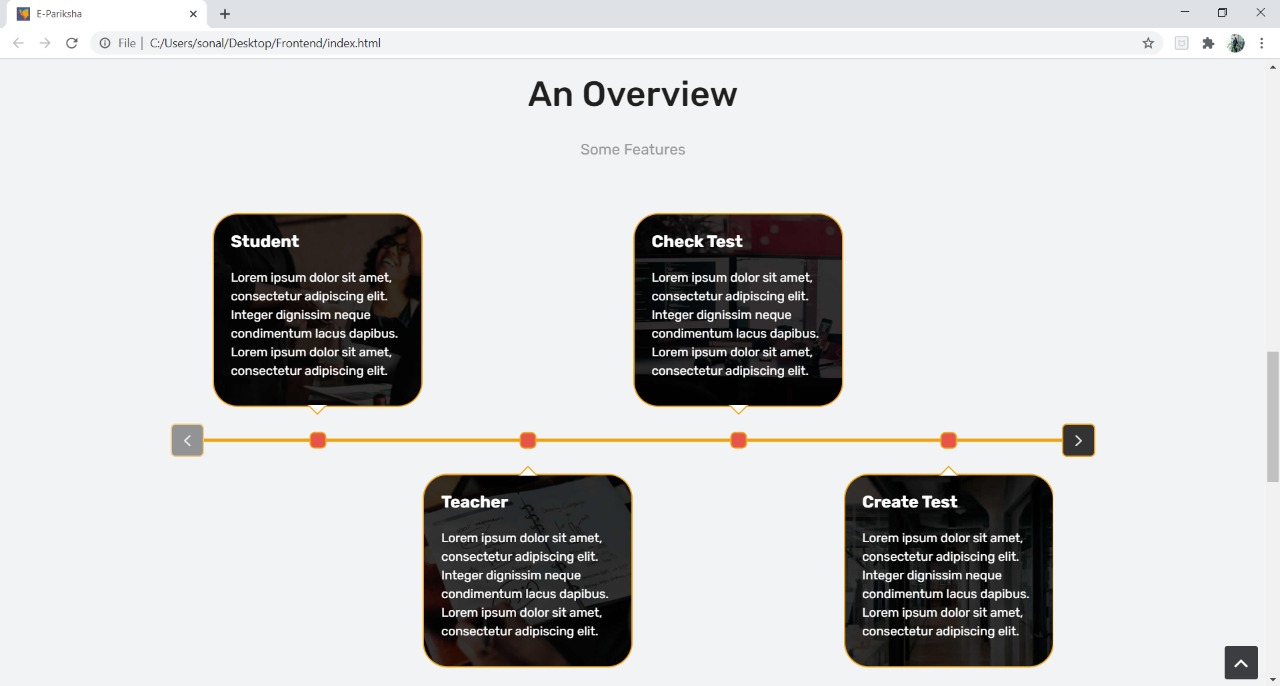 E-Pariksha
File | C:/Users/sonal/Desktop/Frontend/index.html
An Overview
Some Features
Student
Lorem ipsum dolor sit amet,
consectetur adipiscing elit.
Integer dignissim neque
condimentum lacus dapibus.
Lorem ipsum dolor sit amet,
consectetur adipiscing elit.
Check Test
Lorem ipsum dolor sit amet,
consectetur adipiscing elit.
Integer dignissim neque
condimentum lacus dapibus.
Lorem ipsum dolor sit amet,
consectetur adipiscing elit.
Teacher
Lorem ipsum dolor sit amet,
consectetur adipiscing elit.
Integer dignissim neque
condimentum lacus dapibus.
Lorem ipsum dolor sit amet,
consectetur adipiscing elit.
Create Test
Lorem ipsum dolor sit amet,
consectetur adipiscing elit.
Integer dignissim neque
condimentum lacus dapibus.
Lorem ipsum dolor sit amet,
consectetur adipiscing elit.